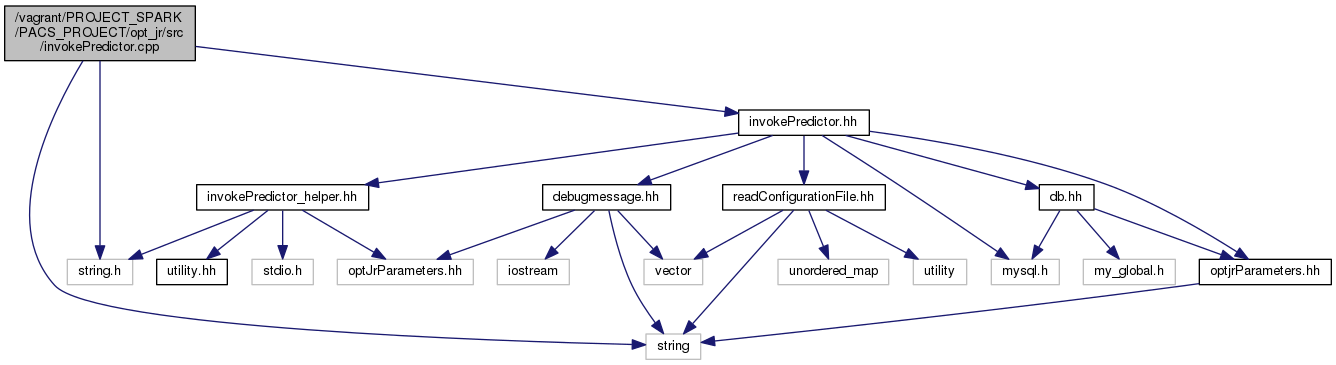 /vagrant/PROJECT_SPARK
/PACS_PROJECT/opt_jr/src
/invokePredictor.cpp
invokePredictor.hh
invokePredictor_helper.hh
debugmessage.hh
readConfigurationFile.hh
db.hh
string.h
utility.hh
stdio.h
optJrParameters.hh
iostream
vector
unordered_map
utility
mysql.h
my_global.h
optjrParameters.hh
string